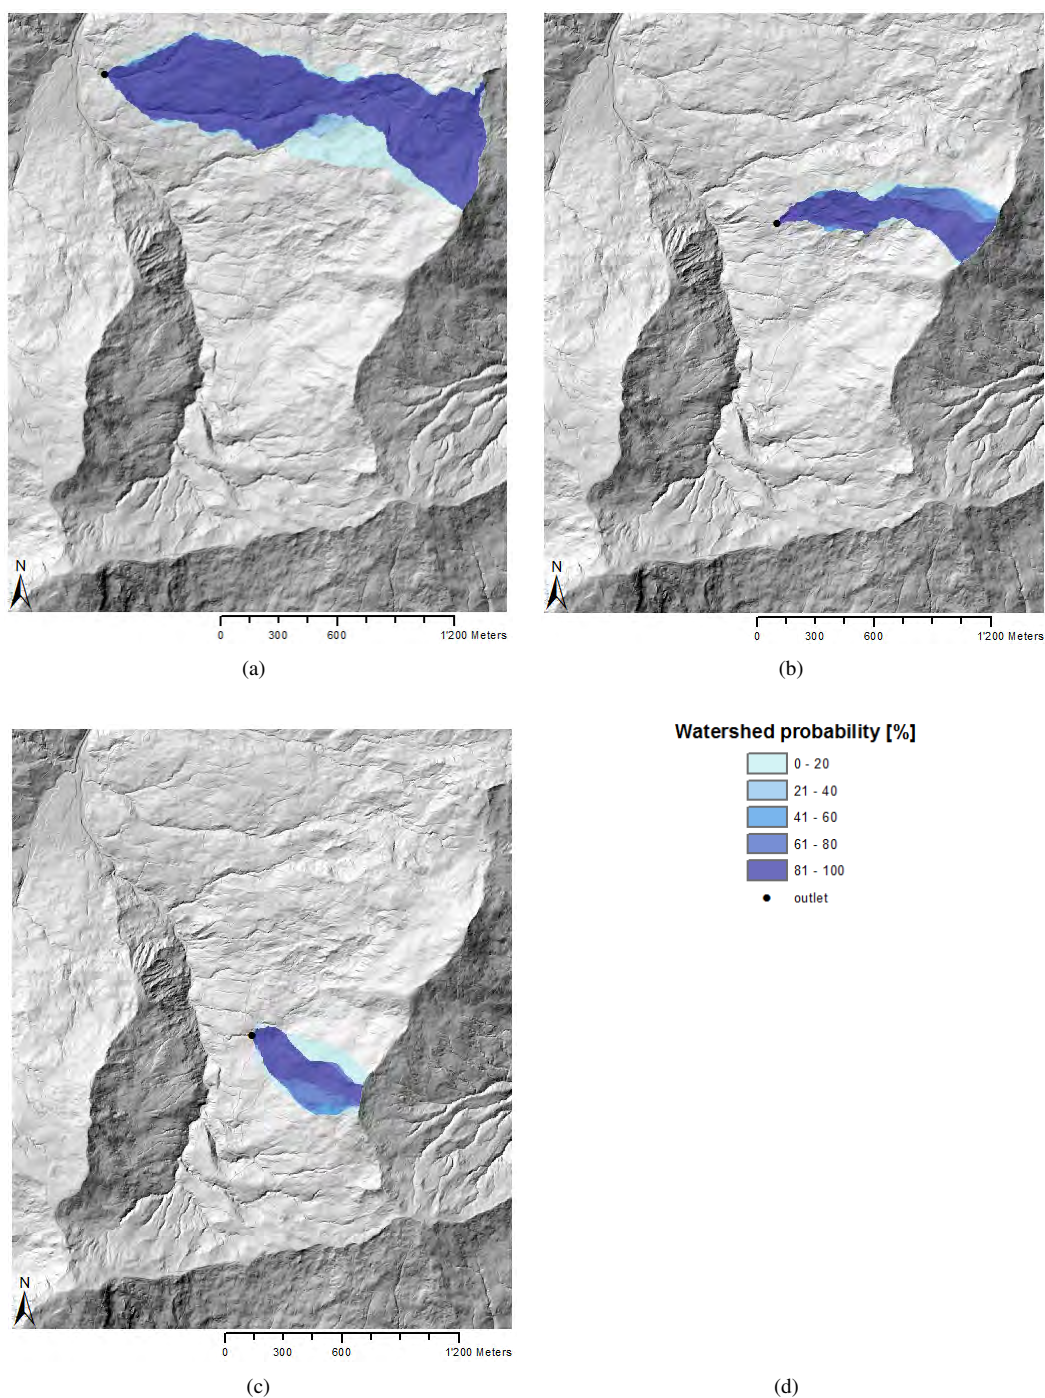 N
0 300 600 1'200 Meters
(a)
N
0 300 600 1'200 Meters
(b)
Watershed probability [%]
0 - 20
21 - 40
41 - 60
61 - 80
81 - 100
outlet
N
0 300 600 1'200 Meters
(c)
(d)